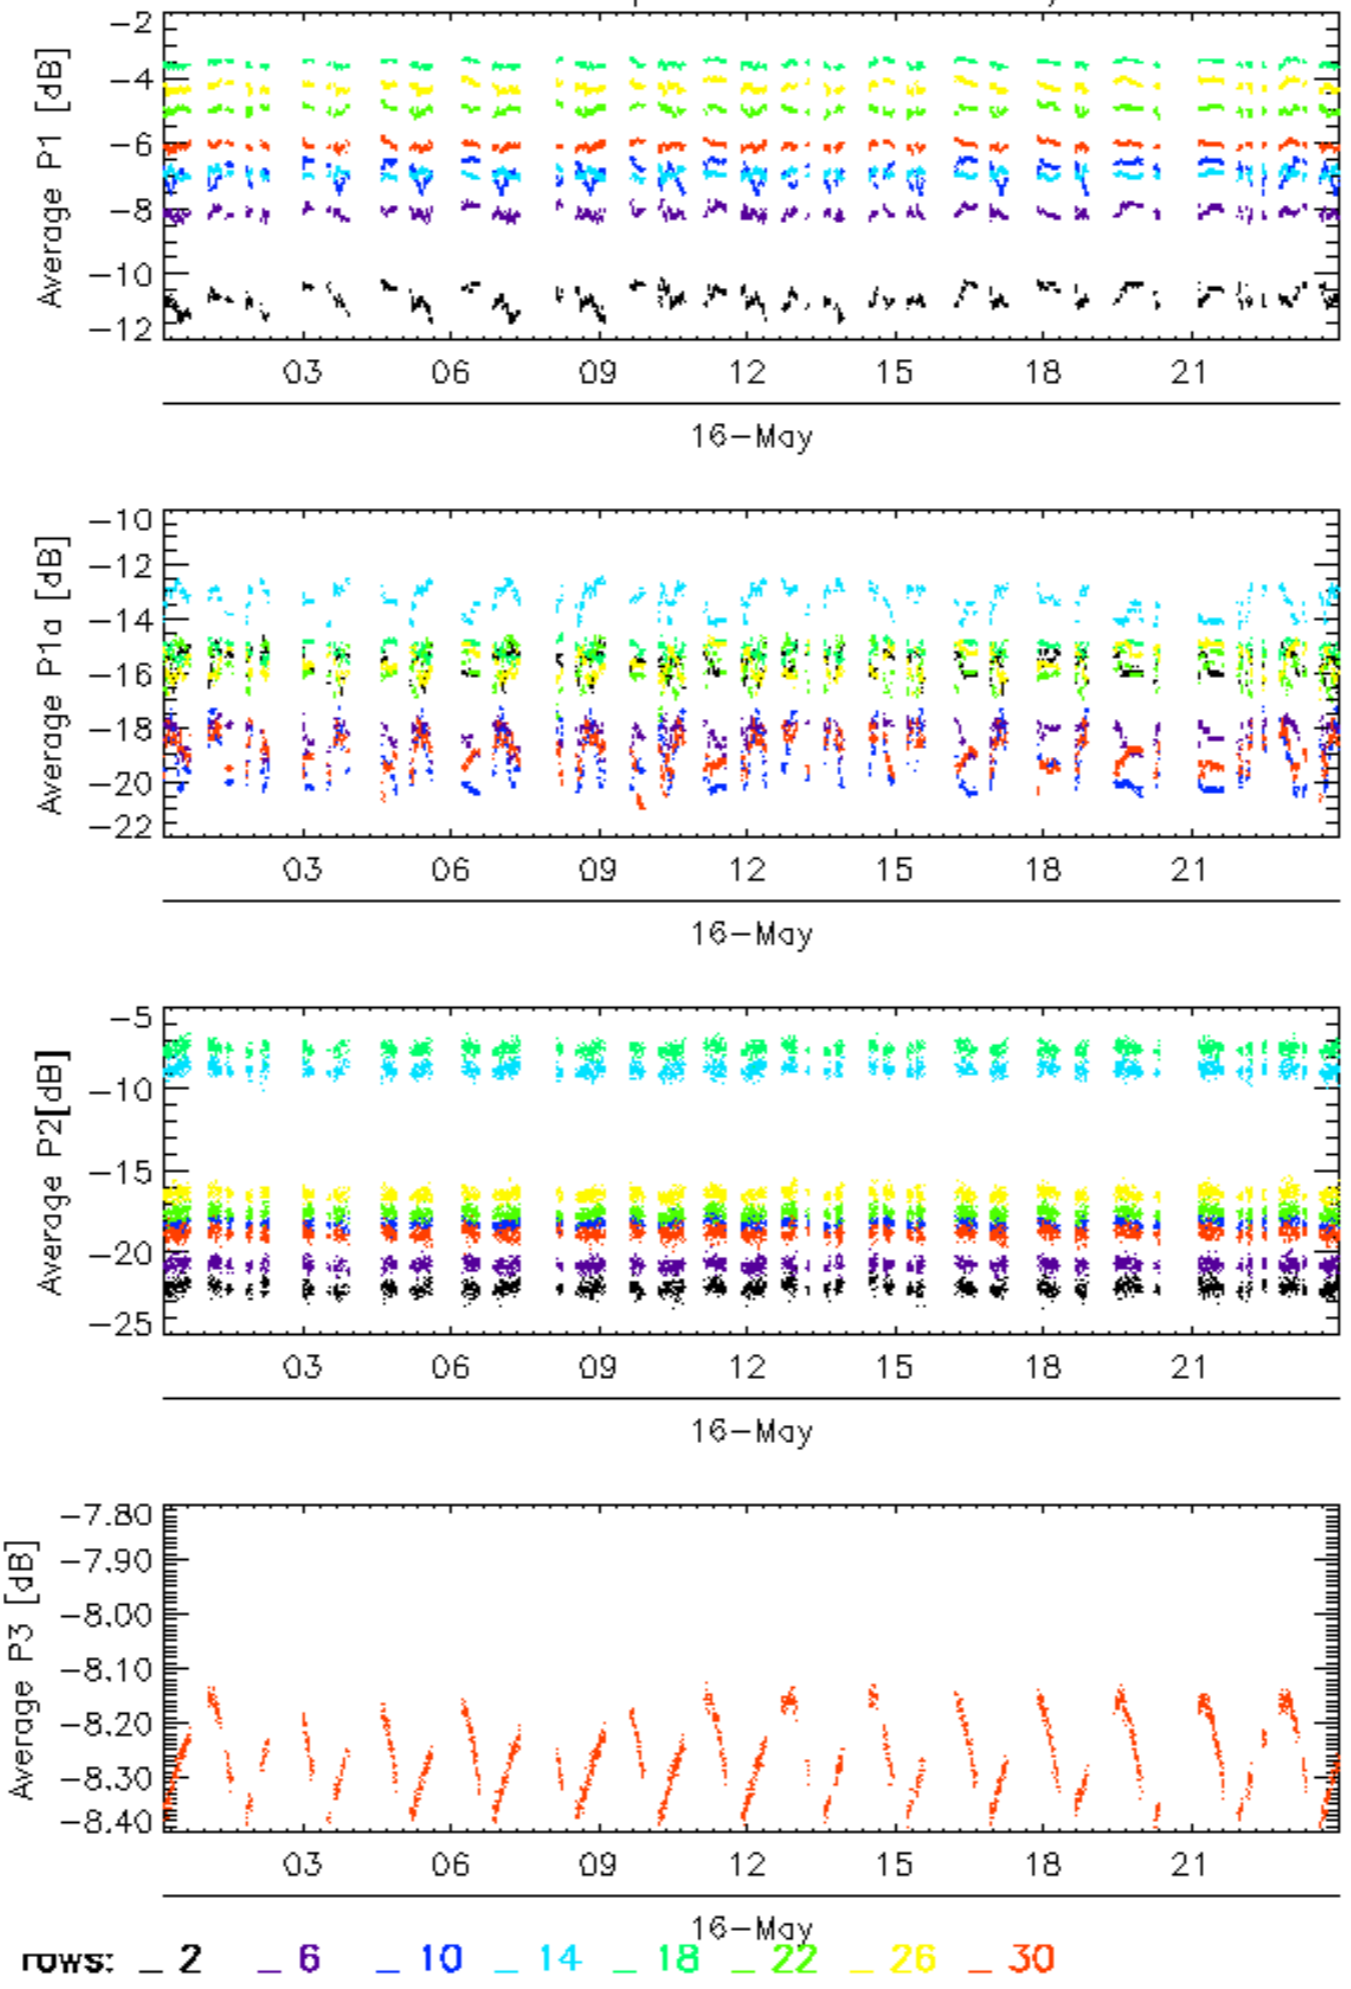 -2
-4
-6
-8
-10
-12
Average P1 [dB]
03 06 09 12 15 18 21
16-May
-10
-12
-14
-16
-18
-20
-22
Average P1a [dB]
03 06 09 12 15 18 21
16-May
-5
-10
-15
-20
-25
Average P2[dB]
03 06 09 12 15 18 21
16-May
-7.80
-7.90
-8.00
-8.10
-8.20
-8.30
-8.40
Average P3 [dB]
03 06 09 12 15 18 21
16-May
rows: _ 2 _ 6 _ 10 _ 14 _ 18 _ 22 _ 26 _ 30